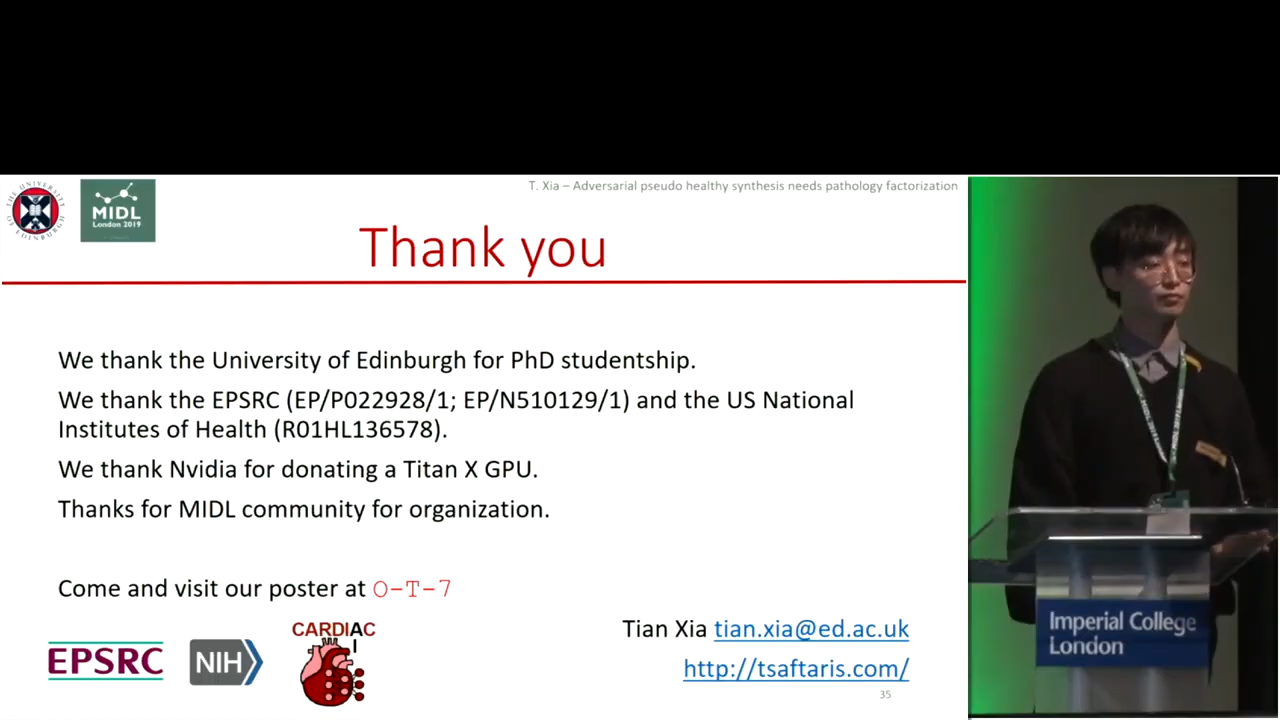 THE UNIVERSITY OF EDINBURGH
MIDL
London 2019
T. Xia – Adversarial pseudo healthy synthesis needs pathology factorization
Thank you
We thank the University of Edinburgh for PhD studentship.
We thank the EPSRC (EP/P022928/1; EP/N510129/1) and the US National
Institutes of Health (R01HL136578).
We thank Nvidia for donating a Titan X GPU.
Thanks for MIDL community for organization.
Come and visit our poster at O-T-7
EPSRC
NIH
CARDIAC
Tian Xia tian.xia@ed.ac.uk
http://tsaftaris.com/
35
Imperial College
London